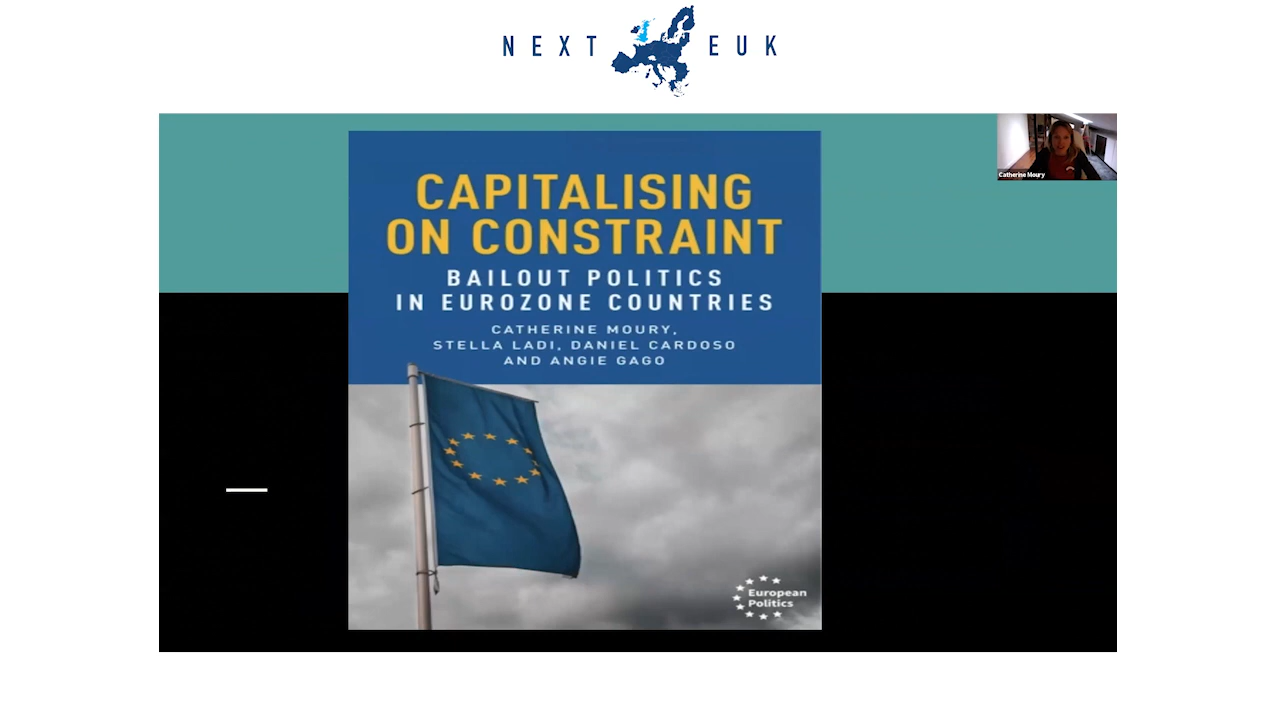 NEXT EUK
Catherine Moury
CAPITALISING
ON CONSTRAINT
BAILOUT POLITICS
IN EUROZONE COUNTRIES
CATHERINE MOURY,
STELLA LADI, DANIEL CARDOSO
AND ANGIE GAGO
European
Politics